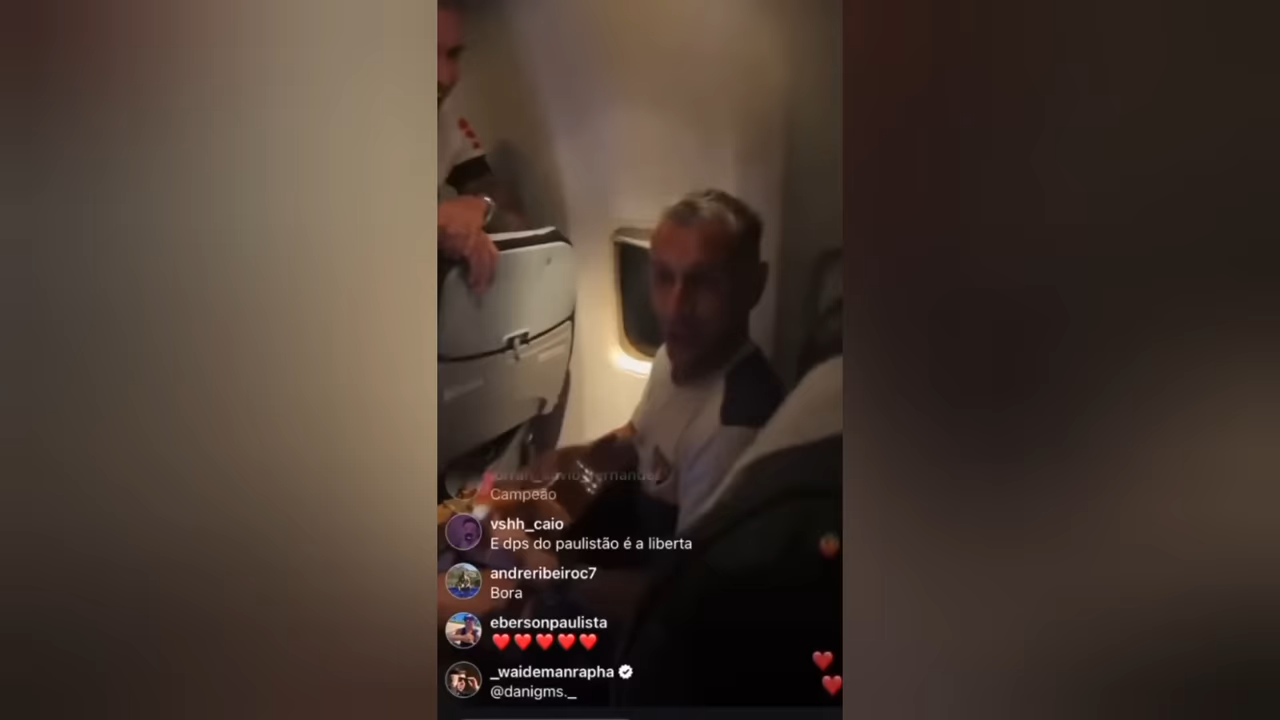 Campeão
vshh_caio
E dps do paulistão é a liberta
andreribeiroc7
Bora
ebersonpaulista
❤️❤️❤️❤️❤️
_waidemanrapha
@danigms._